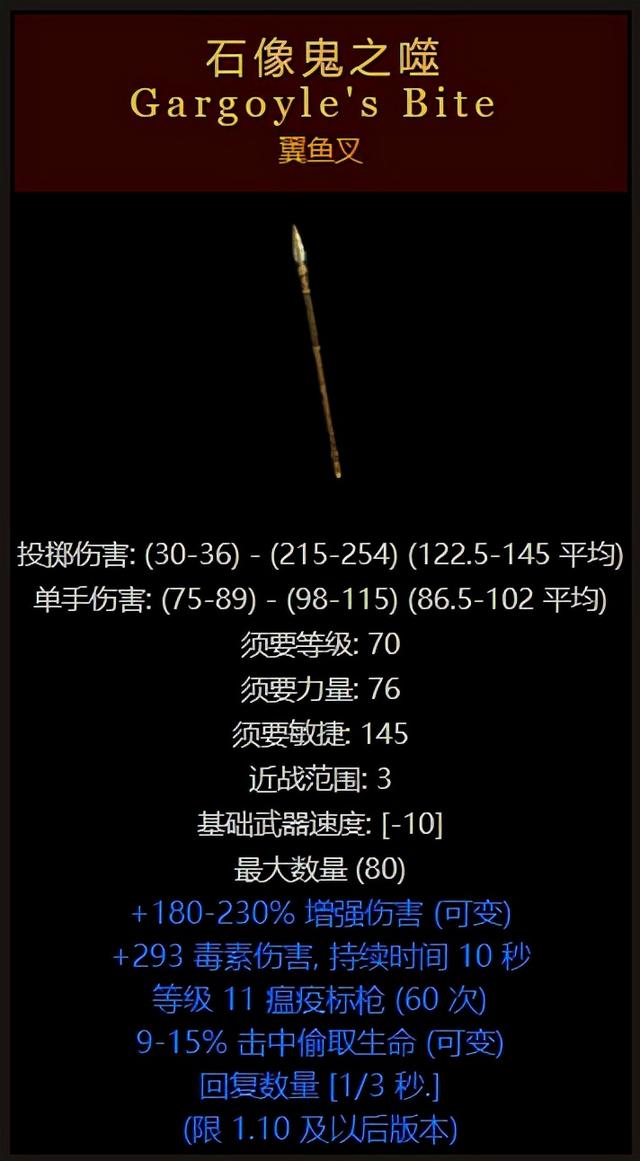 石像鬼之噬
Gargoyle's Bite
翼鱼叉
投掷伤害: (30-36) - (215-254) (122.5-145 平均)
单手伤害: (75-89) - (98-115) (86.5-102 平均)
须要等级: 70
须要力量: 76
须要敏捷: 145
近战范围: 3
基础武器速度: [-10]
最大数量 (80)
+180-230% 增强伤害 (可变)
+293 毒素伤害, 持续时间 10 秒
等级 11 瘟疫标枪 (60 次)
9-15% 击中偷取生命 (可变)
回复数量 [1/3 秒.]
(限 1.10 及以后版本)